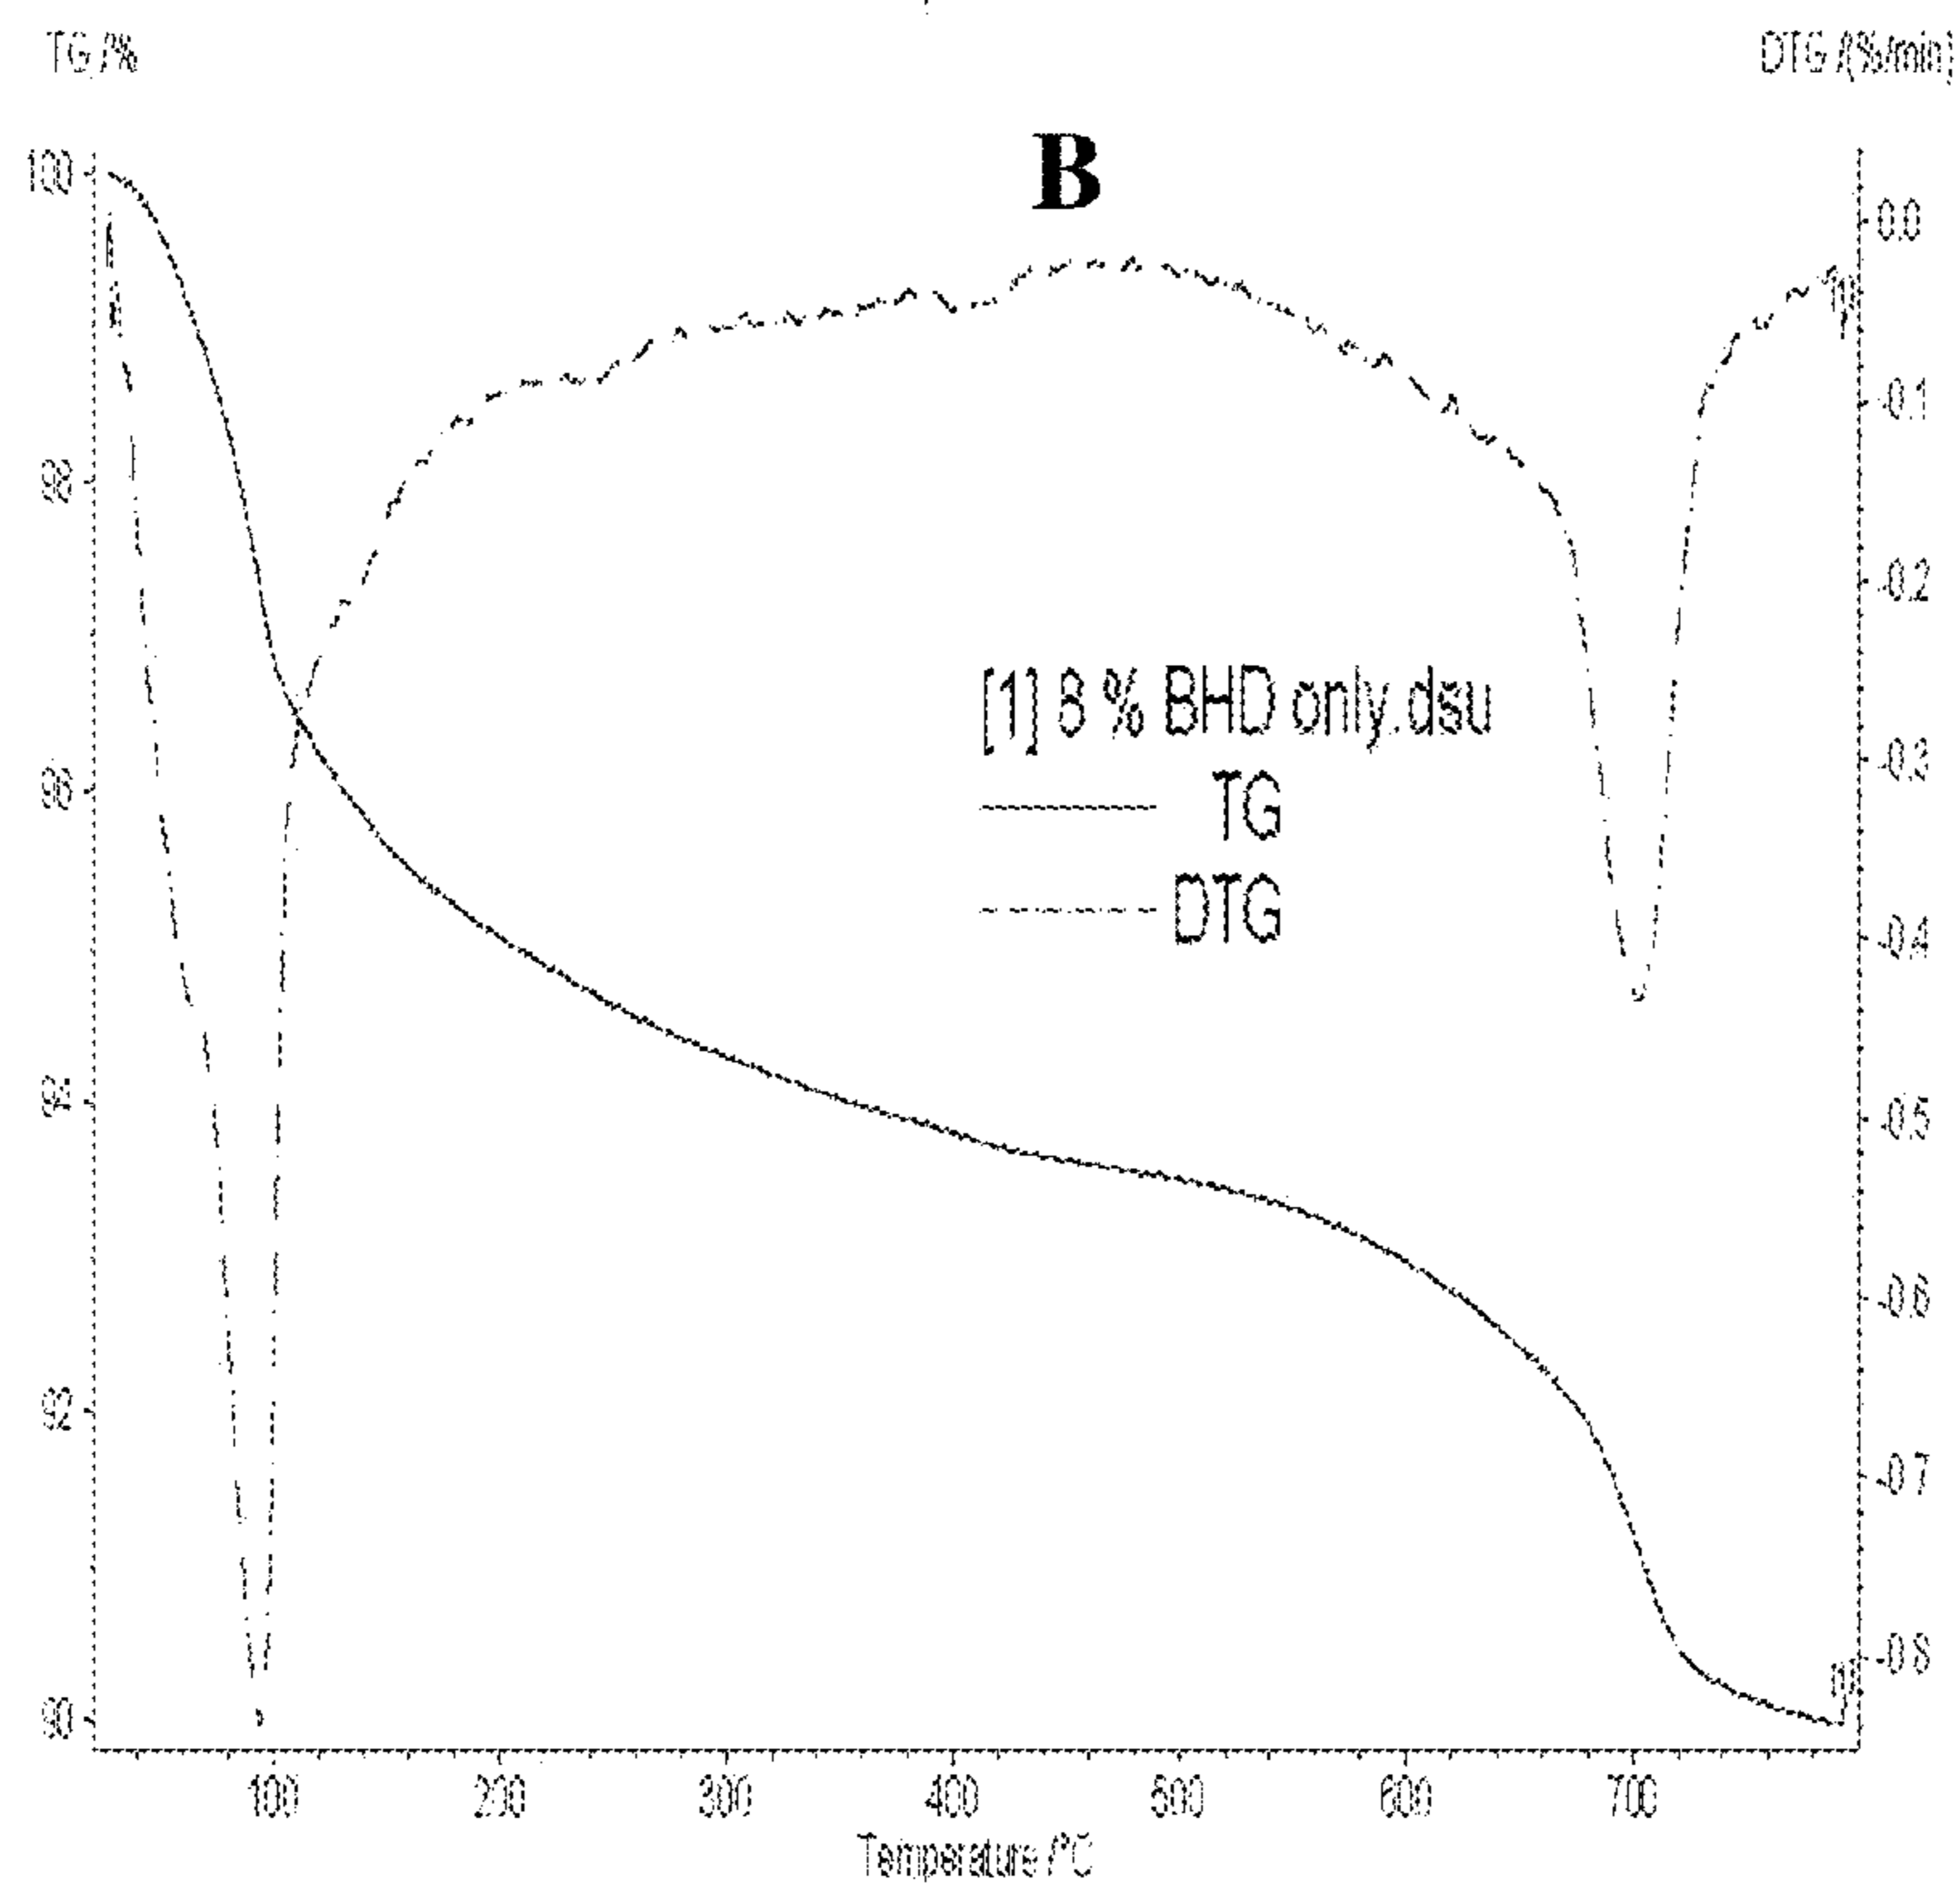 TG /%
DTG /(%/min)
B
100
98
96
94
92
90
0.0
-0.1
-0.2
-0.3
-0.4
-0.5
-0.6
-0.7
-0.8
[1] 8 % BHD only.dsu
TG
DTG
[1]
[1]
100 200 300 400 500 600 700
Temperature /°C